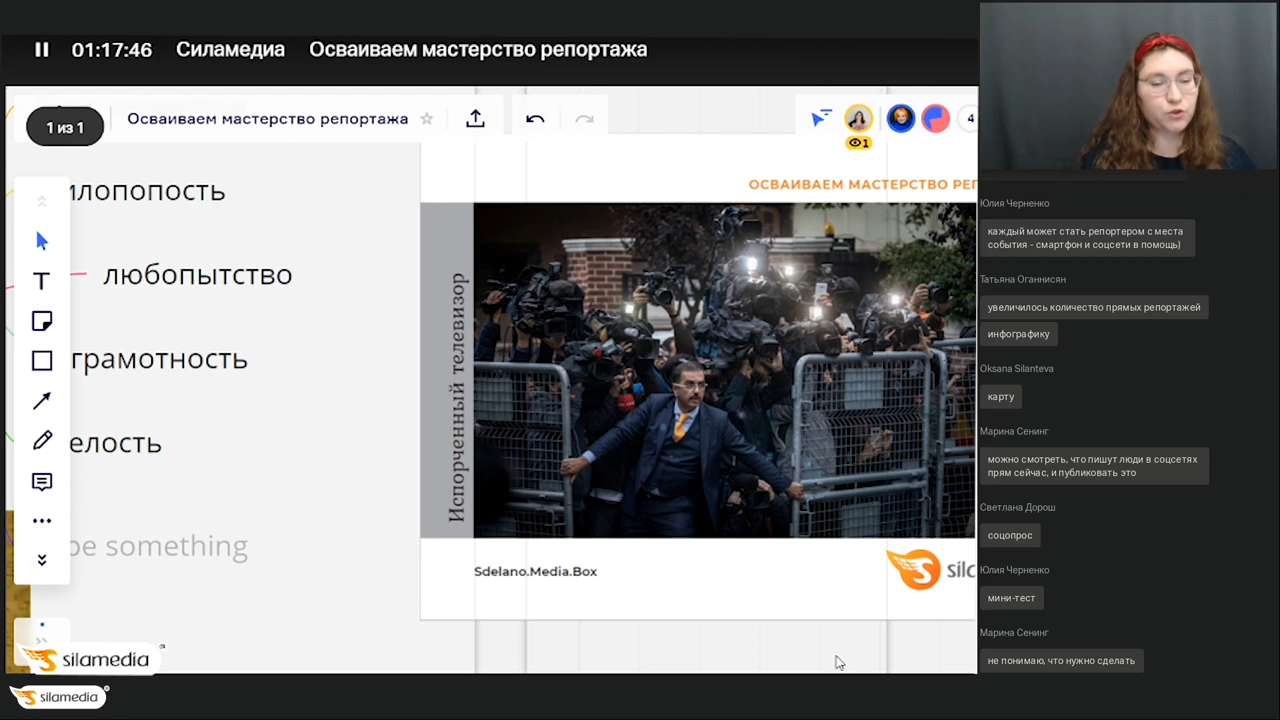 01:17:46 Силамедиа Осваиваем мастерство репортажа
1 из 1 Осваиваем мастерство репортажа
4
1
илопопость
любопытство
грамотность
елость
be something
ОСВАИВАЕМ МАСТЕРСТВО РЕП
Испорченный телевизор
Sdelano.Media.Box
silc
silamedia
silamedia
T
Юлия Черненко
каждый может стать репортером с места
события - смартфон и соцсети в помощь)
Татьяна Оганнисян
увеличилось количество прямых репортажей
инфографику
Oksana Silanteva
карту
Марина Сенинг
можно смотреть, что пишут люди в соцсетях
прям сейчас, и публиковать это
Светлана Дорош
соцопрос
Юлия Черненко
мини-тест
Марина Сенинг
не понимаю, что нужно сделать